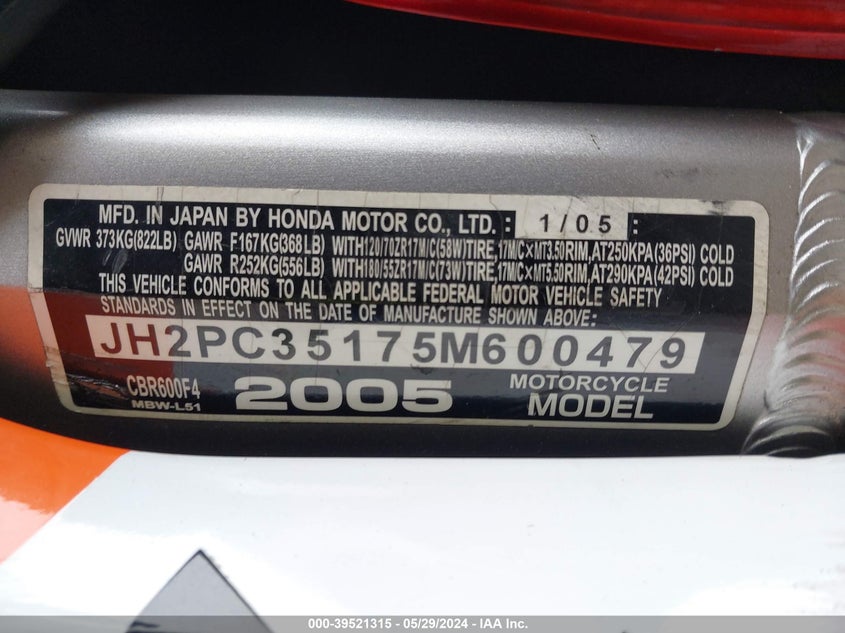 MFD. IN JAPAN BY HONDA MOTOR CO., LTD. : 1/05 :
GVWR 373KG(822LB) GAWR F167KG(368LB) WITH120/70ZR17M/C(58W)TIRE,17M/C×MT3.50RIM,AT250KPA(36PSI) COLD
GAWR R252KG(556LB) WITH180/55ZR17M/C(73W)TIRE,17M/C×MT5.50RIM,AT290KPA(42PSI) COLD
THIS VEHICLE CONFORMS TO ALL APPLICABLE FEDERAL MOTOR VEHICLE SAFETY
STANDARDS IN EFFECT ON THE DATE OF MANUFACTURE SHOWN ABOVE:
JH2PC35175M600479
CBR600F4 2005 MOTORCYCLE
MBW-L51 MODEL
000-39521315 - 05/29/2024 - IAA Inc.